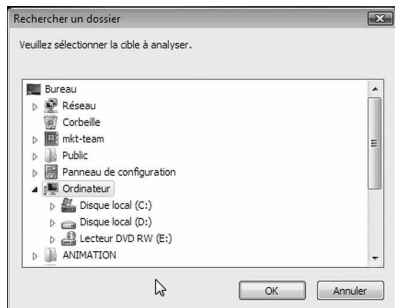 Rechercher un dossier
Veuillez sélectionner la cible à analyser.
Bureau
Réseau
Corbeille
mkt-team
Public
Panneau de configuration
Ordinateur
Disque local (C:)
Disque local (D:)
Lecteur DVD RW (E:)
ANIMATION
OK
Annuler